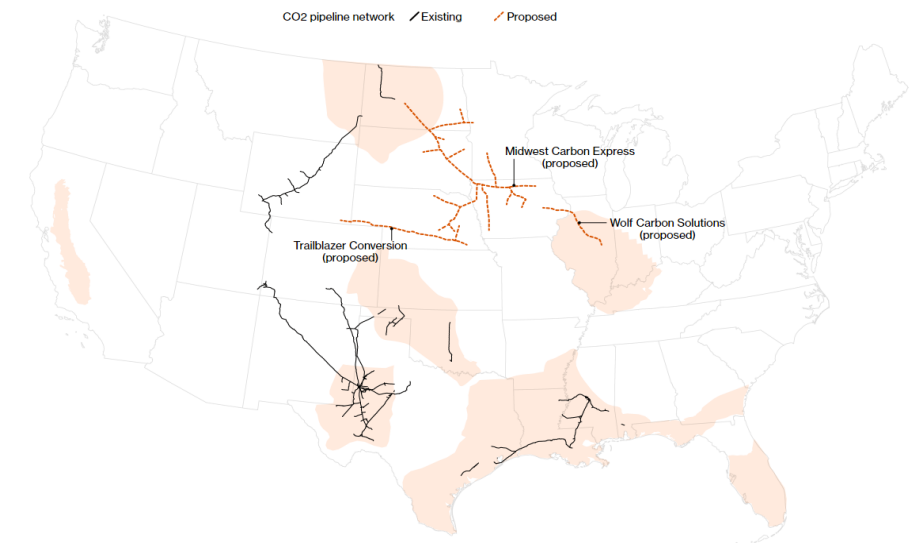 CO2 pipeline network Existing Proposed
Midwest Carbon Express
(proposed)
Wolf Carbon Solutions
(proposed)
Trailblazer Conversion
(proposed)